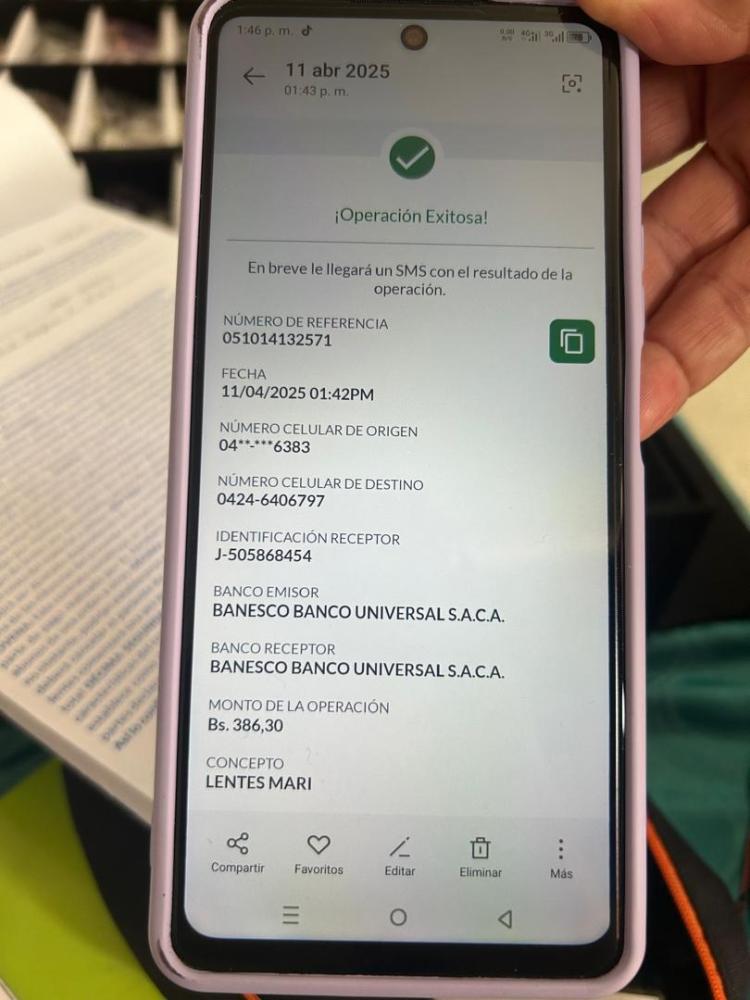 1:46 p. m.
11 abr 2025
01:43 p. m.
¡Operación Exitosa!
En breve le llegará un SMS con el resultado de la
operación.
NÚMERO DE REFERENCIA
051014132571
FECHA
11/04/2025 01:42PM
NÚMERO CELULAR DE ORIGEN
04**-***6383
NÚMERO CELULAR DE DESTINO
0424-6406797
IDENTIFICACIÓN RECEPTOR
J-505868454
BANCO EMISOR
BANESCO BANCO UNIVERSAL S.A.C.A.
BANCO RECEPTOR
BANESCO BANCO UNIVERSAL S.A.C.A.
MONTO DE LA OPERACIÓN
Bs. 386,30
CONCEPTO
LENTES MARI
Compartir Favoritos Editar Eliminar Más